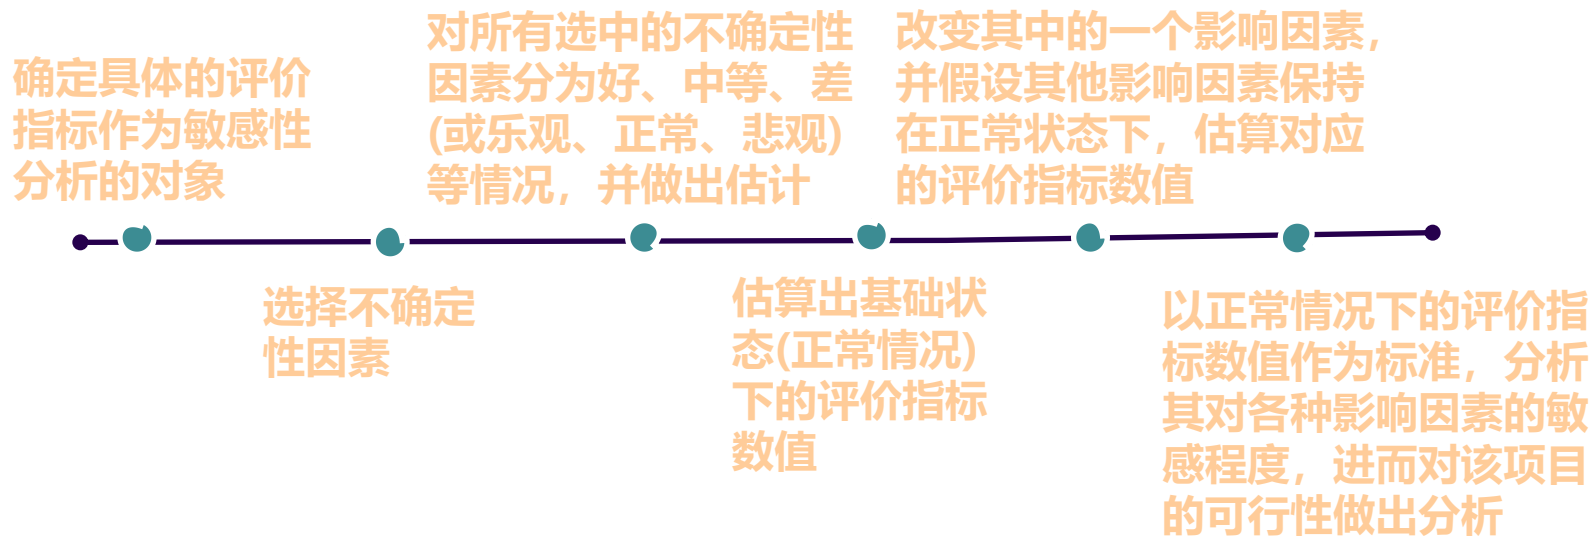 确定具体的评价
指标作为敏感性
分析的对象
选择不确定
性因素
对所有选中的不确定性
因素分为好、中等、差
(或乐观、正常、悲观)
等情况，并做出估计
估算出基础状
态(正常情况)
下的评价指标
数值
改变其中的一个影响因素，
并假设其他影响因素保持
在正常状态下，估算对应
的评价指标数值
以正常情况下的评价指
标数值作为标准，分析
其对各种影响因素的敏
感程度，进而对该项目
的可行性做出分析